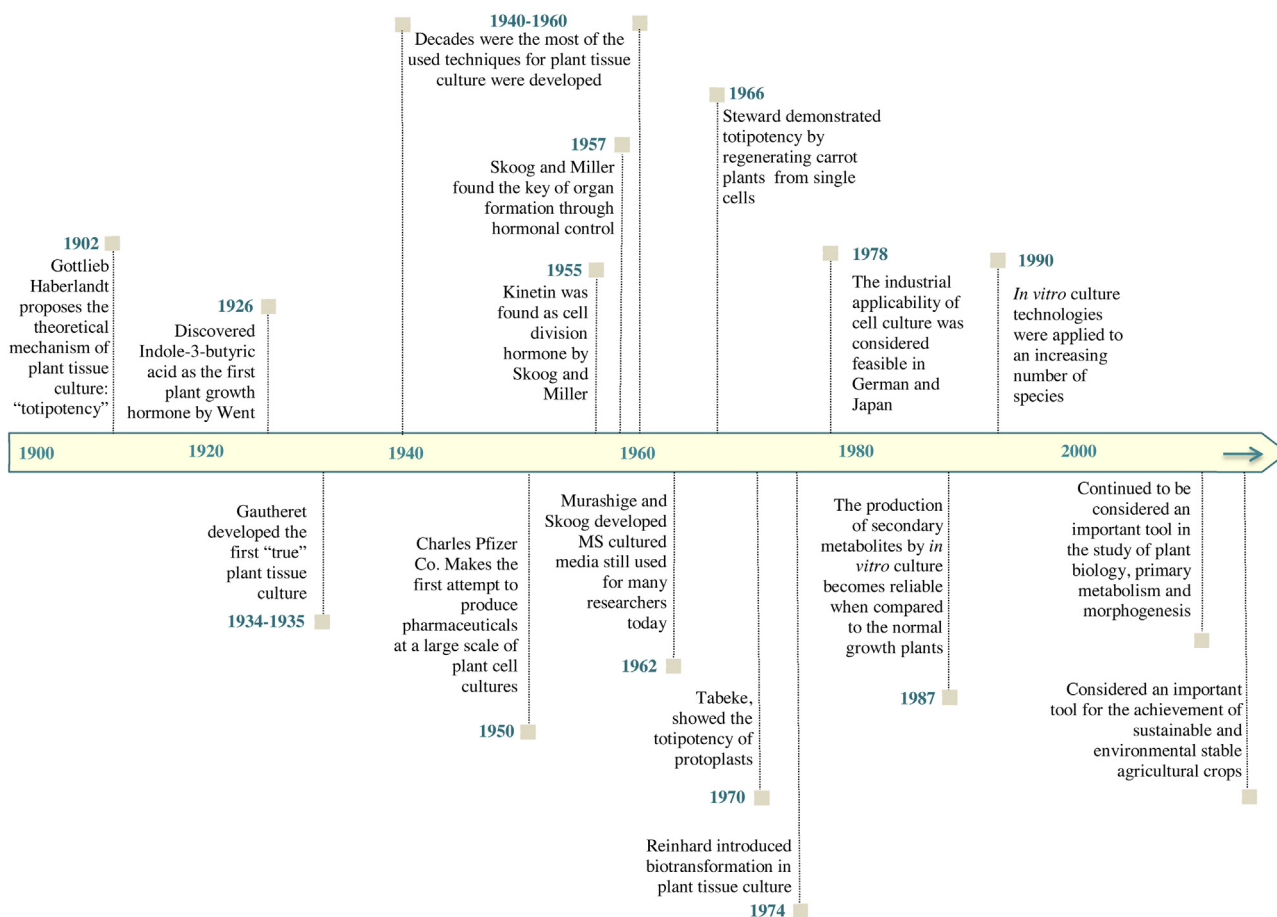 1940-1960
Decades were the most of the
used techniques for plant tissue
culture were developed
1966
Steward demonstrated
totipotency by
regenerating carrot
plants from single
cells
1957
Skoog and Miller
found the key of organ
formation through
hormonal control
1902
Gottlieb
Haberlandt
proposes the
theoretical
mechanism of
plant tissue
culture:
“totipotency”
1926
Discovered
Indole-3-butyric
acid as the first
plant growth
hormone by Went
1955
Kinetin was
found as cell
division
hormone by
Skoog and
Miller
1978
The industrial
applicability of
cell culture was
considered
feasible in
German and
Japan
1990
In vitro culture
technologies
were applied to
an increasing
number of
species
1900 1920 1940 1960 1980 2000
Gautheret
developed the
first “true”
plant tissue
culture
1934-1935
Charles Pfizer
Co. Makes the
first attempt to
produce
pharmaceuticals
at a large scale of
plant cell
cultures
1950
Murashige and
Skoog developed
MS cultured
media still used
for many
researchers
today
1962
Tabeke,
showed the
totipotency of
protoplasts
1970
Reinhard introduced
biotransformation in
plant tissue culture
1974
The production
of secondary
metabolites by in
vitro culture
becomes reliable
when compared
to the normal
growth plants
1987
Continued to be
considered an
important tool in
the study of plant
biology, primary
metabolism and
morphogenesis
Considered an important
tool for the achievement of
sustainable and
environmental stable
agricultural crops